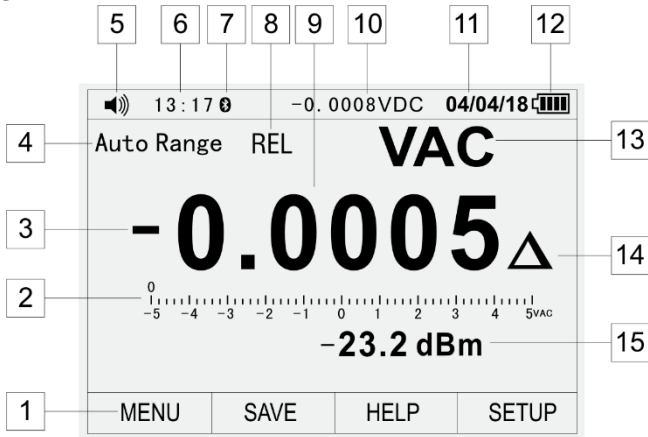 5 6 7 8 9 10 11 12
13:17 -0.0008VDC 04/04/18
4 Auto Range REL VAC 13
3 -0.0005 Δ 14
0
2 -5 -4 -3 -2 -1 0 1 2 3 4 5VAC
-23.2 dBm 15
1 MENU SAVE HELP SETUP